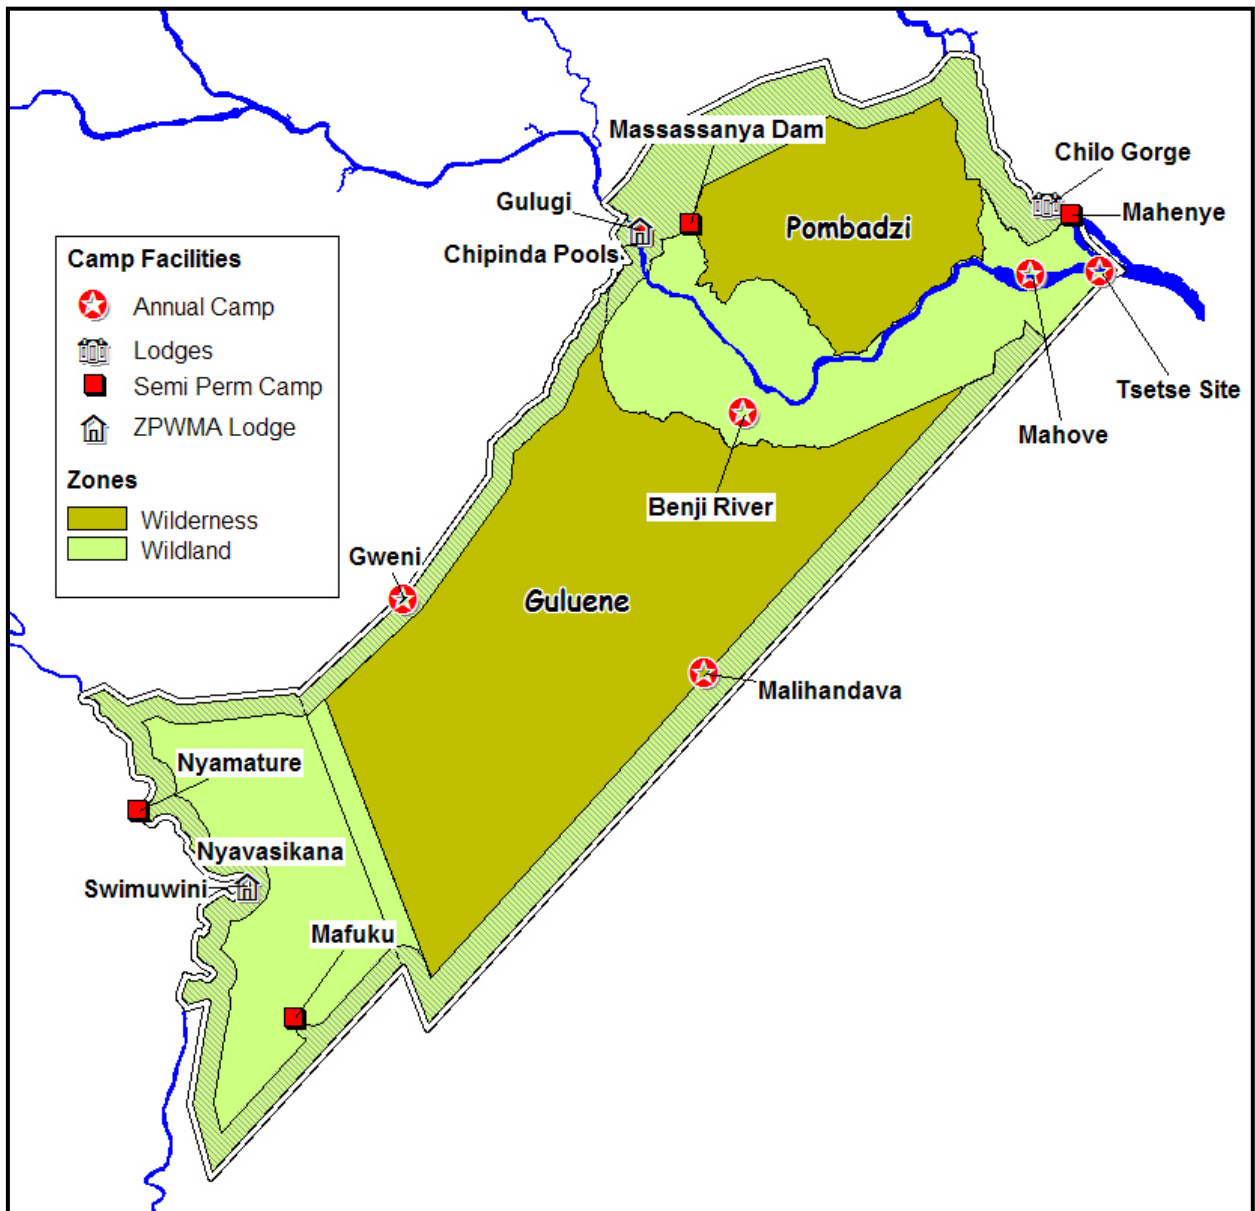 Massassanya Dam
Chilo Gorge
Gulugi
Mahenye
Pombadzi
Chipinda Pools
Camp Facilities
Annual Camp
Lodges
Semi Perm Camp
ZPWMA Lodge
Zones
Wilderness
Wildland
Tsetse Site
Mahove
Benji River
Gweni
Guluene
Malihandava
Nyamature
Nyavasikana
Swimuwini
Mafuku